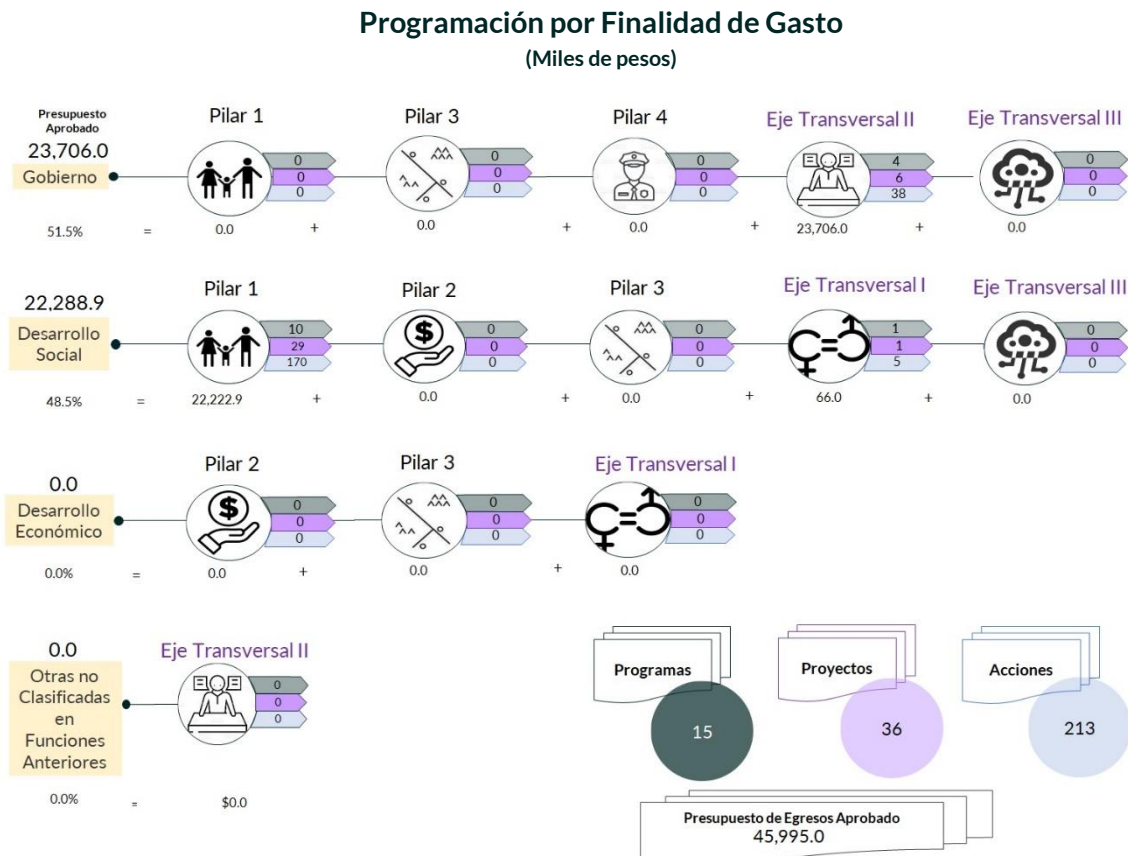 Programación por Finalidad de Gasto
(Miles de pesos)
Presupuesto
Aprobado
23,706.0
Gobierno
51.5%
=
Pilar 1
0
0
0
0.0
+
Pilar 3
0
0
0
0.0
+
Pilar 4
0
0
0
0.0
+
Eje Transversal II
4
6
38
23,706.0
+
Eje Transversal III
0
0
0
0.0
22,288.9
Desarrollo
Social
48.5%
=
Pilar 1
10
29
170
22,222.9
+
Pilar 2
$
0
0
0
0.0
+
Pilar 3
0
0
0
0.0
+
Eje Transversal I
1
1
5
66.0
+
Eje Transversal III
0
0
0
0.0
0.0
Desarrollo
Económico
0.0%
=
Pilar 2
$
0
0
0
0.0
+
Pilar 3
0
0
0
0.0
+
Eje Transversal I
0
0
0
0.0
0.0
Otras no
Clasificadas
en
Funciones
Anteriores
0.0%
=
Eje Transversal II
0
0
0
$0.0
Programas
15
Proyectos
36
Acciones
213
Presupuesto de Egresos Aprobado
45,995.0